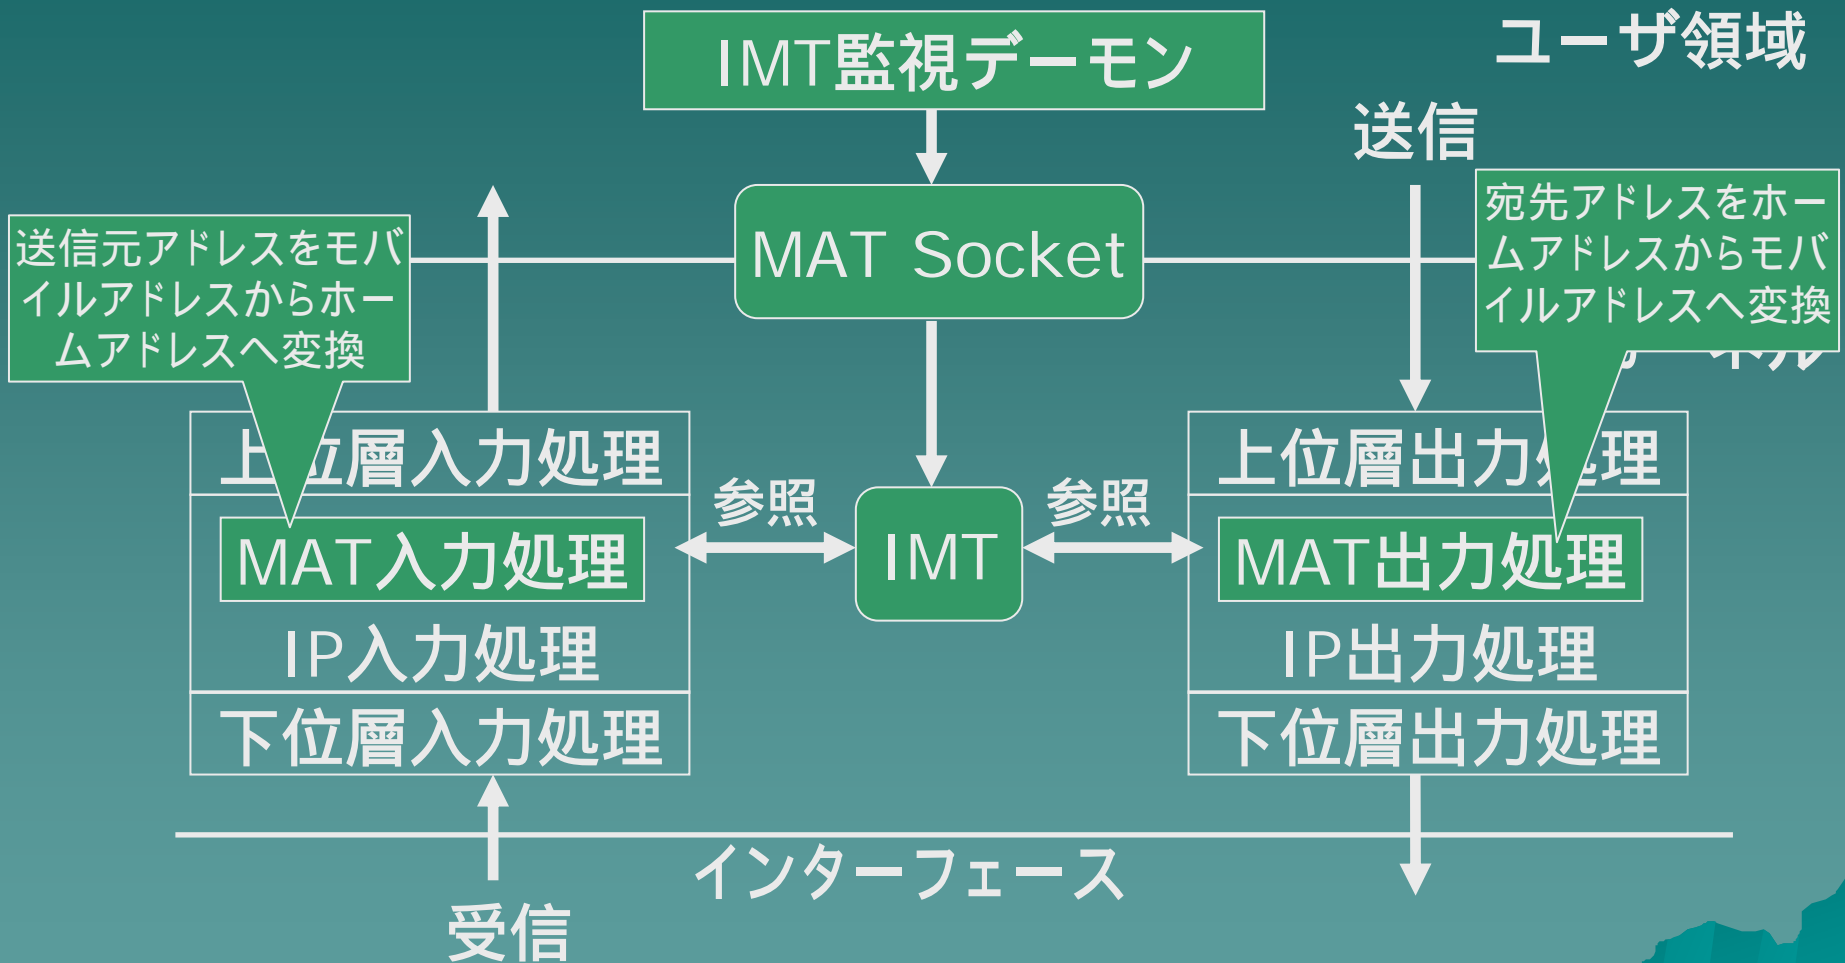 IMT監視デーモン
ユーザ領域
送信
MAT Socket
送信元アドレスをモバ
イルアドレスからホー
ムアドレスへ変換
宛先アドレスをホー
ムアドレスからモバ
イルアドレスへ変換
上位層入力処理
MAT入力処理
IP入力処理
下位層入力処理
参照
IMT
参照
上位層出力処理
MAT出力処理
IP出力処理
下位層出力処理
インターフェース
受信